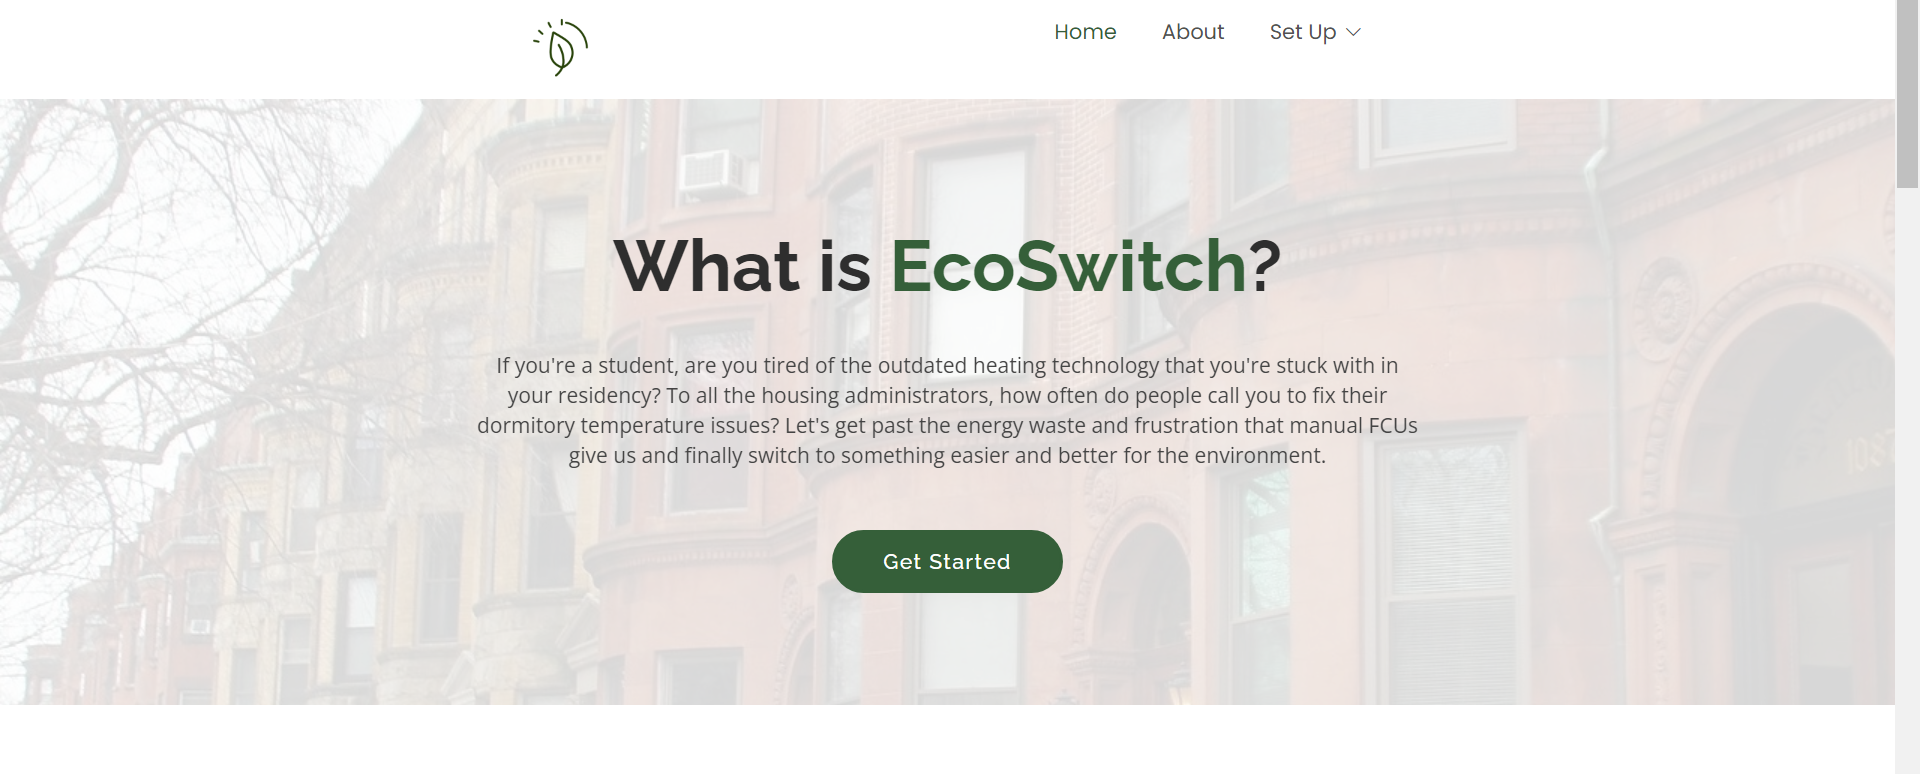 Home About Set Up
What is EcoSwitch?
If you're a student, are you tired of the outdated heating technology that you're stuck with in
your residency? To all the housing administrators, how often do people call you to fix their
dormitory temperature issues? Let's get past the energy waste and frustration that manual FCUs
give us and finally switch to something easier and better for the environment.
Get Started